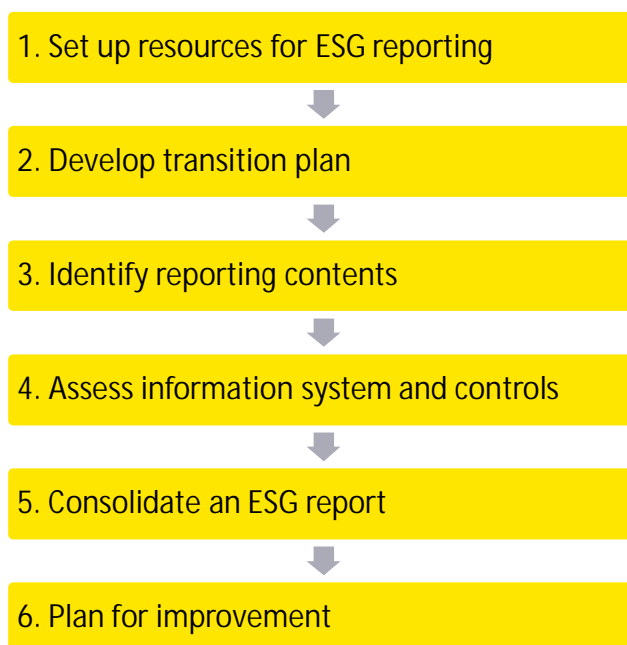 1. Set up resources for ESG reporting
2. Develop transition plan
3. Identify reporting contents
4. Assess information system and controls
5. Consolidate an ESG report
6. Plan for improvement